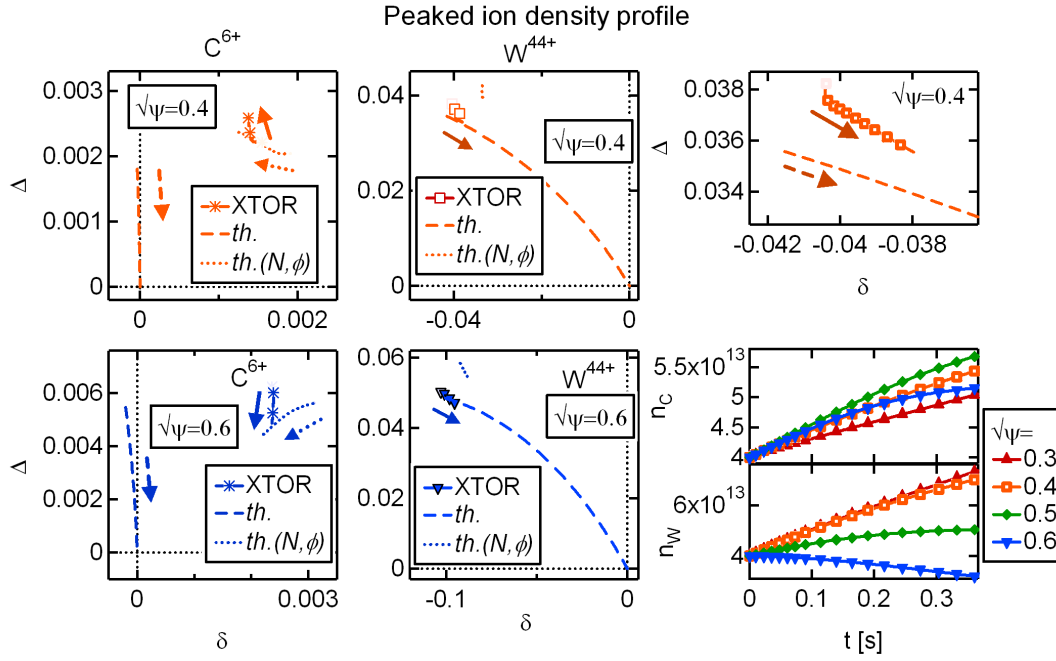 Peaked ion density profile
C6+
W44+
0.003
0.002
0.001
0
Δ
√ψ=0.4
XTOR
th.
th.(N,ϕ)
0
0.002
0.04
0.02
0
√ψ=0.4
XTOR
th.
th.(N,ϕ)
-0.04
0
0.038
0.036
0.034
Δ
√ψ=0.4
-0.042
-0.04
-0.038
δ
0.006
0.004
0.002
0
Δ
C6+
√ψ=0.6
XTOR
th.
th.(N,ϕ)
0
0.003
δ
0.06
0.04
0.02
0
W44+
√ψ=0.6
XTOR
th.
th.(N,ϕ)
-0.1
0
δ
5.5x10^13
5
4.5
4
nC
6x10^13
4
nW
0
0.1
0.2
0.3
t [s]
√ψ=
0.3
0.4
0.5
0.6